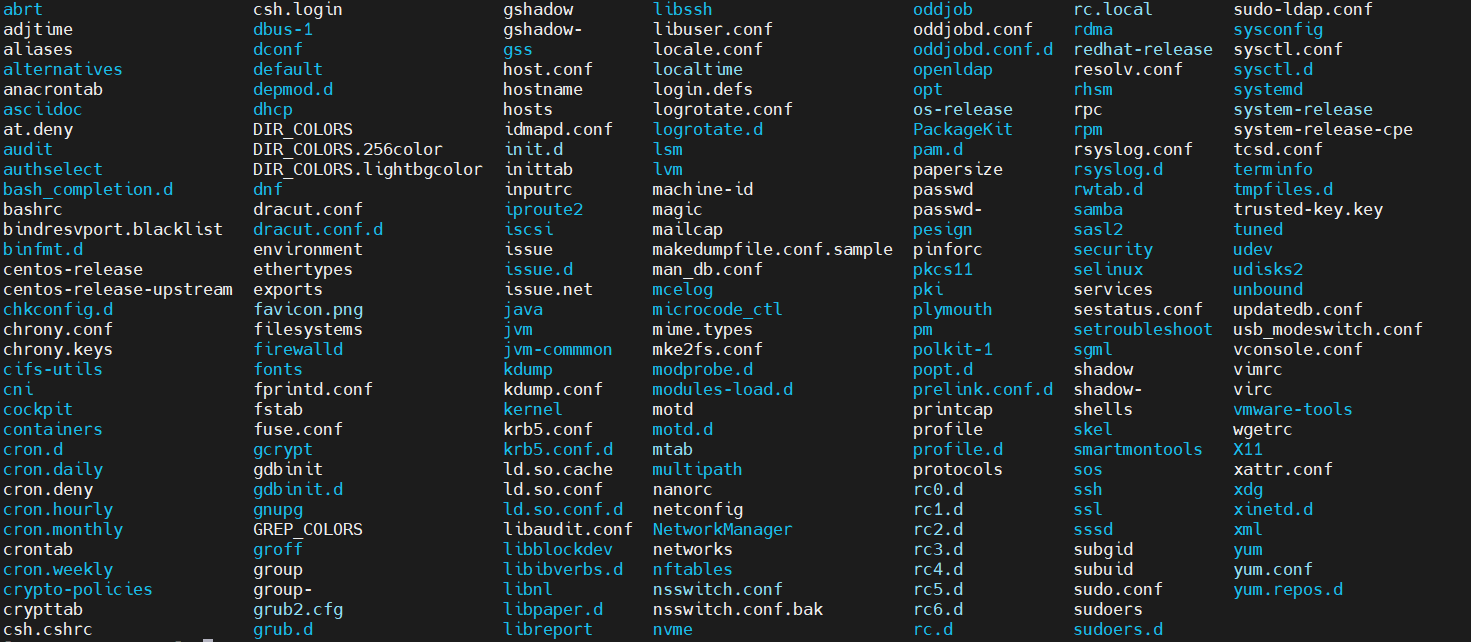 abrt csh.login gshadow libssh oddjob rc.local sudo-ldap.conf
adjtime dbus-1 gshadow- libuser.conf oddjobd.conf rdma sysconfig
aliases dconf gss locale.conf oddjobd.conf.d redhat-release sysctl.conf
alternatives default host.conf localtime openldap resolv.conf sysctl.d
anacrontab depmod.d hostname login.defs opt rhsm systemd
asciidoc dhcp hosts logrotate.conf os-release rpc system-release
at.deny DIR_COLORS idmapd.conf logrotate.d PackageKit rpm system-release-cpe
audit DIR_COLORS.256color init.d lsm pam.d rsyslog.conf tcsd.conf
authselect DIR_COLORS.lightbgcolor inittab lvm papersize rsyslog.d terminfo
bash_completion.d dnf inputrc machine-id passwd rwtab.d tmpfiles.d
bashrc dracut.conf iproute2 magic passwd- samba trusted-key.key
bindresvport.blacklist dracut.conf.d iscsi mailcap pesign sasl2 tuned
binfmt.d environment issue makedumpfile.conf.sample pinforc security udev
centos-release ethertypes issue.d man_db.conf pkcs11 selinux udisks2
centos-release-upstream exports issue.net mcelog pki services unbound
chkconfig.d favicon.png java microcode_ctl plymouth sestatus.conf updatedb.conf
chrony.conf filesystems jvm mime.types pm setroubleshoot usb_modeswitch.conf
chrony.keys firewalld jvm-commmon mke2fs.conf polkit-1 sgml vconsole.conf
cifs-utils fonts kdump modprobe.d popt.d shadow vimrc
cni fprintd.conf kdump.conf modules-load.d prelink.conf.d shadow- virc
cockpit fstab kernel motd printcap shells vmware-tools
containers fuse.conf krb5.conf motd.d profile skel wgetrc
cron.d gcrypt krb5.conf.d mtab profile.d smartmontools X11
cron.daily gdbinit ld.so.cache multipath protocols sos xattr.conf
cron.deny gdbinit.d ld.so.conf nanorc rc0.d ssh xdg
cron.hourly gnupg ld.so.conf.d netconfig rc1.d ssl xinetd.d
cron.monthly GREP_COLORS libaudit.conf NetworkManager rc2.d sssd xml
crontab groff libblockdev networks rc3.d subgid yum
cron.weekly group libibverbs.d nftables rc4.d subuid yum.conf
crypto-policies group- libnl nsswitch.conf rc5.d sudo.conf yum.repos.d
crypttab grub2.cfg libpaper.d nsswitch.conf.bak rc6.d sudoers
csh.cshrc grub.d libreport nvme rc.d sudoers.d